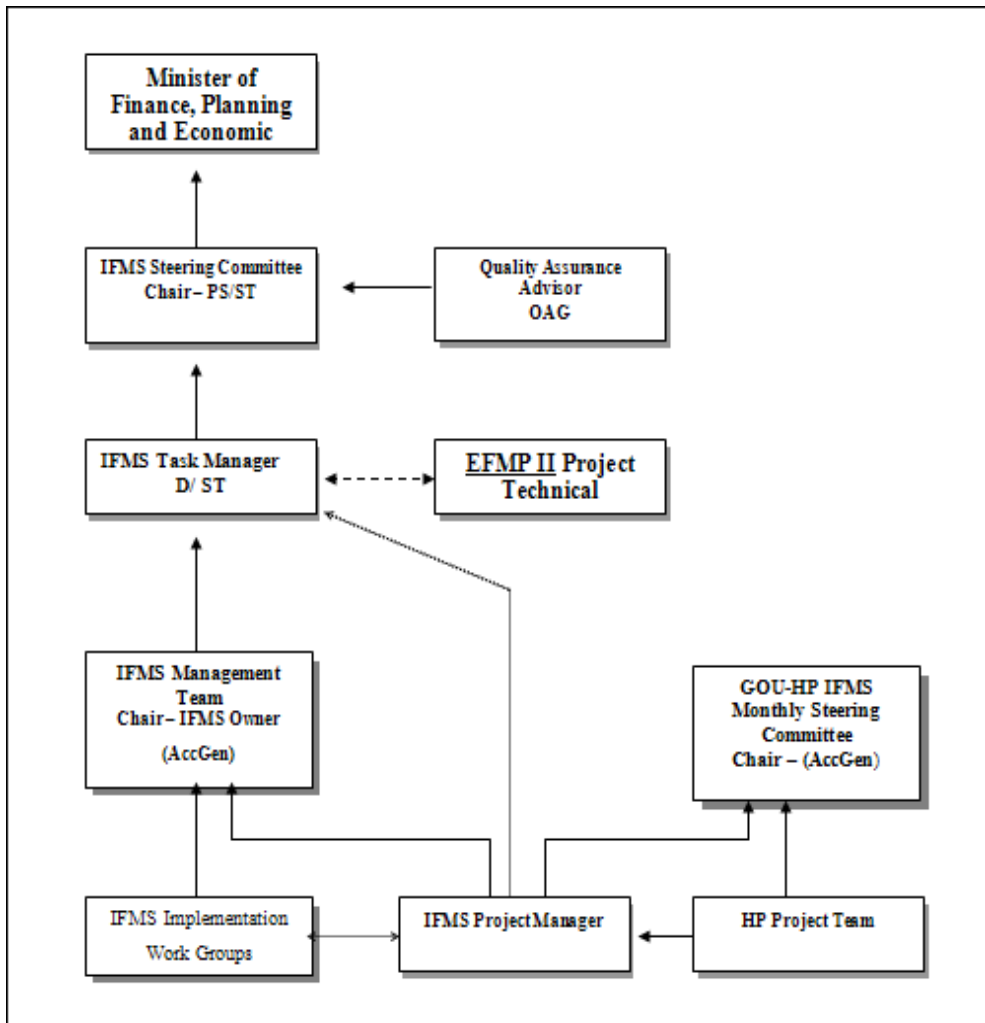 Minister of
Finance, Planning
and Economic
IFMS Steering Committee
Chair– PS/ST
Quality Assurance
Advisor
OAG
IFMS Task Manager
D/ ST
EFMP II Project
Technical
IFMS Management
Team
Chair– IFMS Owner
(AccGen)
GOU-HP IFMS
Monthly Steering
Committee
Chair – (AccGen)
IFMS Implementation
Work Groups
IFMS Project Manager
HP Project Team